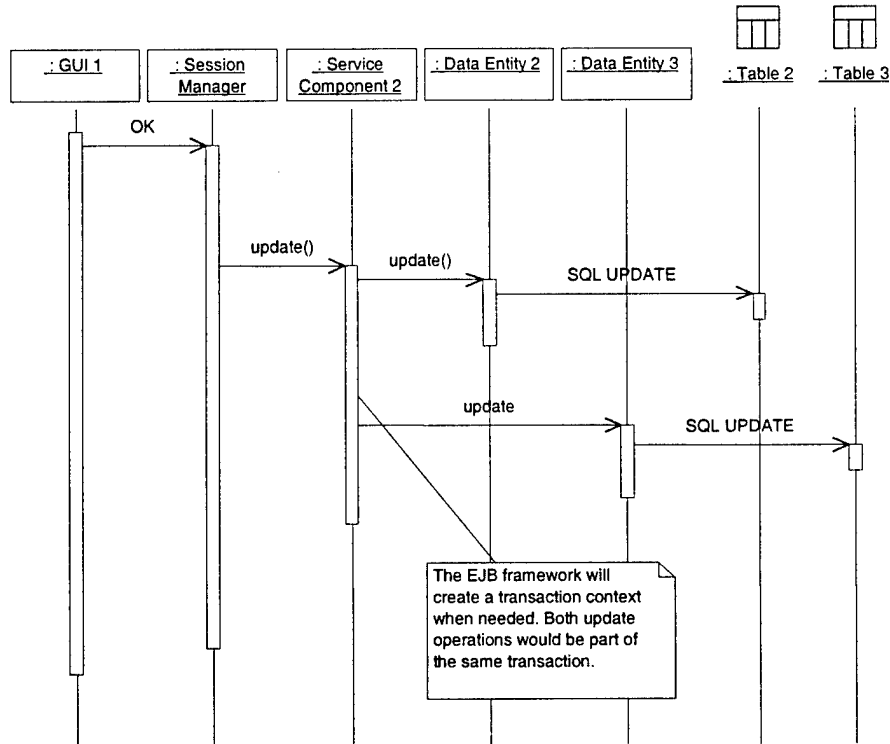 : GUI 1
: Session
Manager
: Service
Component 2
: Data Entity 2
: Data Entity 3
: Table 2
: Table 3
OK
update()
update()
SQL UPDATE
update
SQL UPDATE
The EJB framework will
create a transaction context
when needed. Both update
operations would be part of
the same transaction.